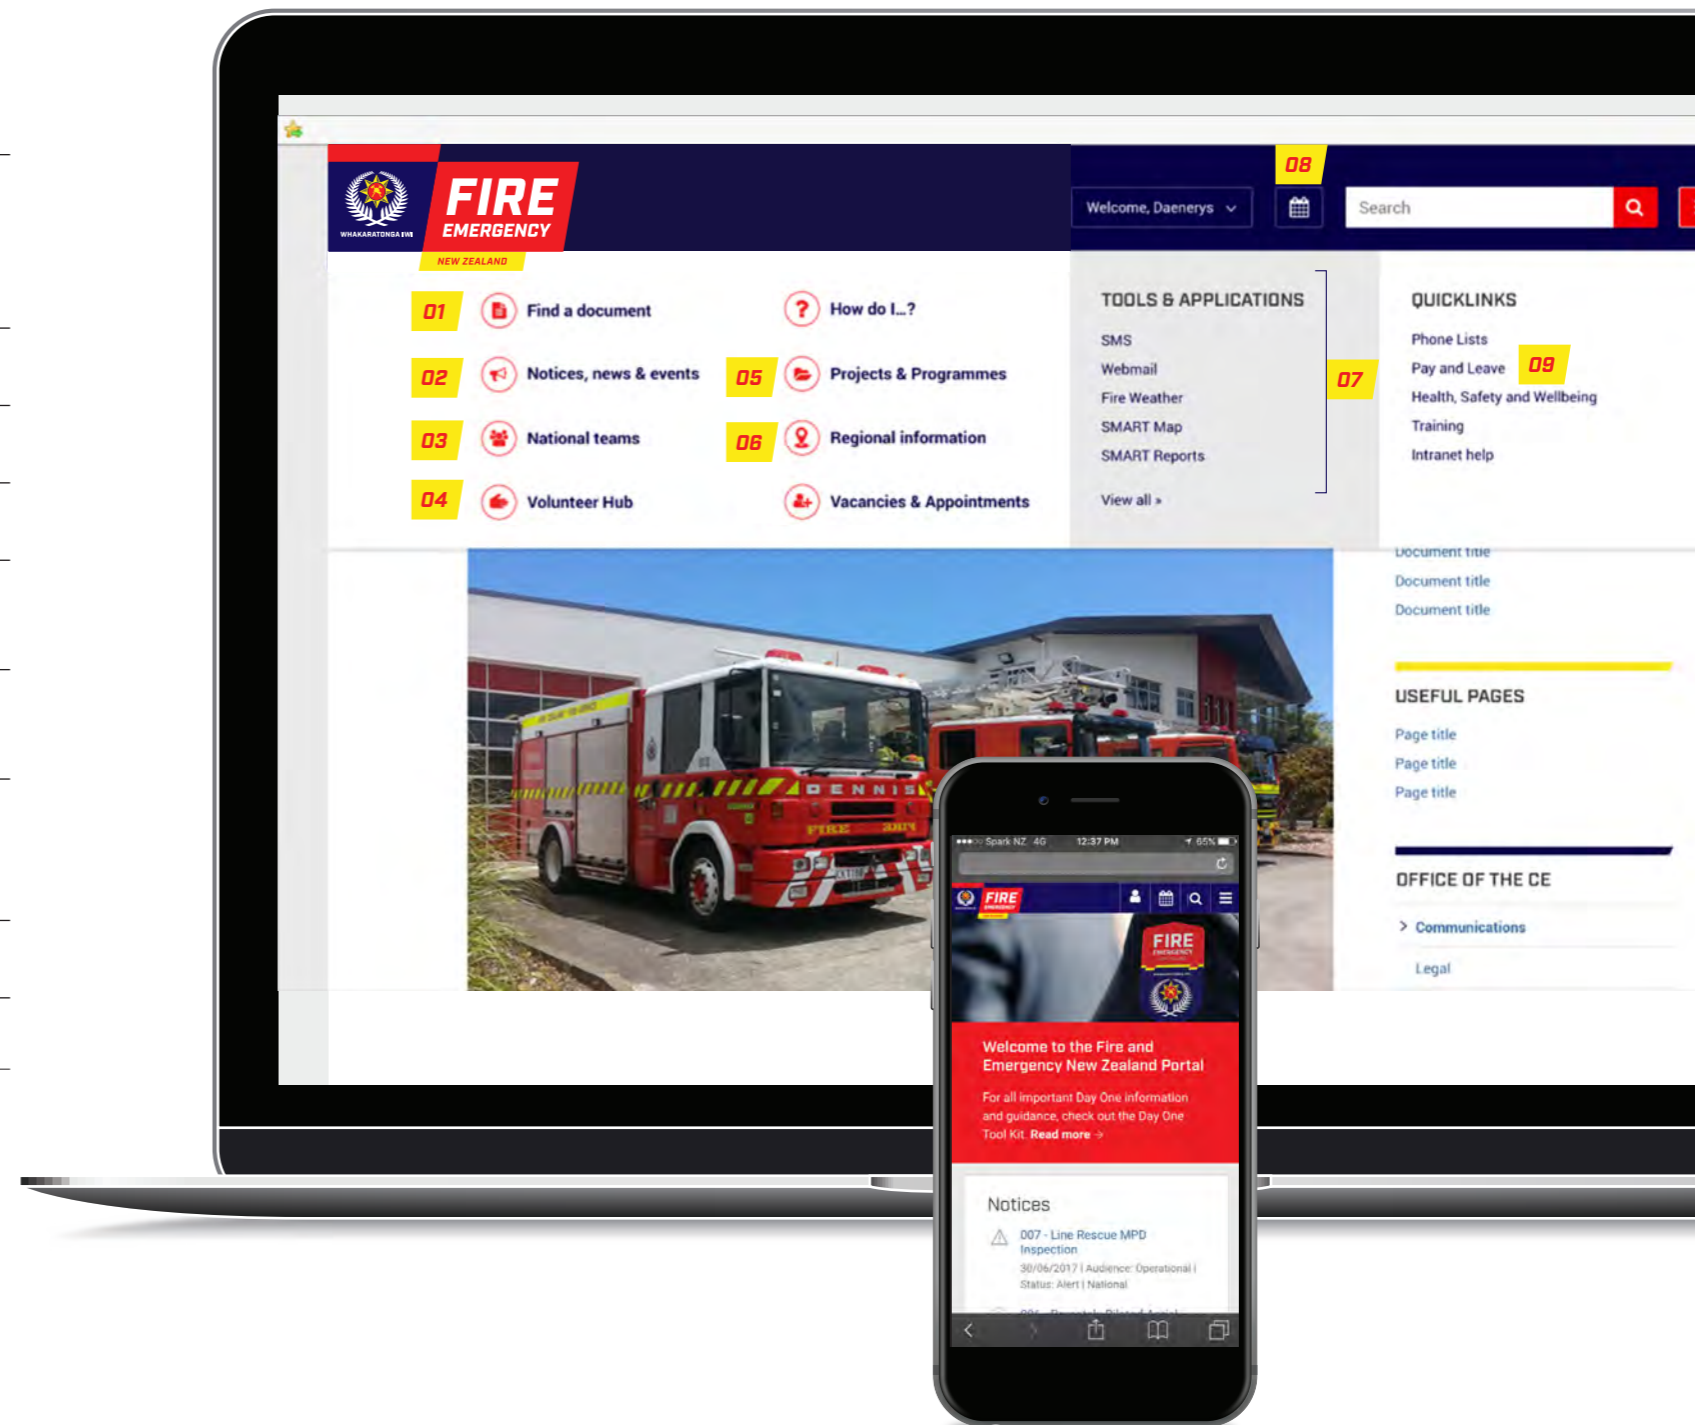 08
FIRE
EMERGENCY
WHAKARATONGA IWI
NEW ZEALAND
Welcome, Daenerys
Search
01 Find a document
How do I...?
02 Notices, news & events
05 Projects & Programmes
03 National teams
06 Regional information
04 Volunteer Hub
Vacancies & Appointments
TOOLS & APPLICATIONS
SMS
Webmail
Fire Weather
SMART Map
SMART Reports
View all »
07
QUICKLINKS
Phone Lists
Pay and Leave 09
Health, Safety and Wellbeing
Training
Intranet help
Document title
Document title
Document title
USEFUL PAGES
Page title
Page title
Page title
OFFICE OF THE CE
> Communications
Legal
DENNIS
FIRE
Spark NZ 4G 12:37 PM 65%
FIRE
EMERGENCY
FIRE
EMERGENCY
Welcome to the Fire and
Emergency New Zealand Portal
For all important Day One information
and guidance, check out the Day One
Tool Kit. Read more →
Notices
007 - Line Rescue MPD
Inspection
30/06/2017 | Audience: Operational |
Status: Alert | National